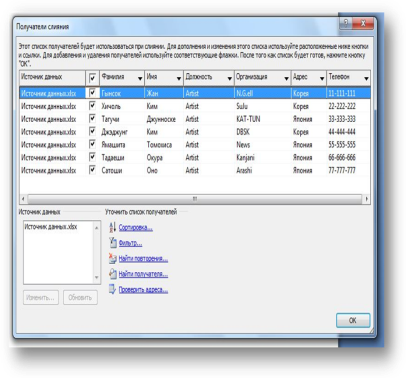 Получатели слияния
Этот список получателей будет использоваться при слиянии. Для дополнения и изменения этого списка используйте расположенные ниже кнопки
и ссылки. Для добавления и удаления получателей используйте соответствующие флажки. После того как список будет готов, нажмите кнопку
"ОК".
Источник данных Фамилия Имя Должность Организация Адрес Телефон
Источник данных.xlsx Гынсок Жан Artist N.G.ell Корея 11-111-111
Источник данных.xlsx Хичоль Ким Artist Sulu Корея 22-222-222
Источник данных.xlsx Тагучи Джунноске Artist KAT-TUN Япония 33-333-333
Источник данных.xlsx Джэджунг Ким Artist DBSK Корея 44-444-444
Источник данных.xlsx Ямашита Томохиса Artist News Япония 55-555-555
Источник данных.xlsx Тадаеши Окура Artist Kanjani Япония 66-666-666
Источник данных.xlsx Сатоши Оно Artist Arashi Япония 77-777-777
Источник данных Уточнить список получателей
Источник данных.xlsx
Сортировка...
Фильтр...
Найти повторения...
Найти получателя...
Проверить адреса...
Изменить... Обновить
ОК